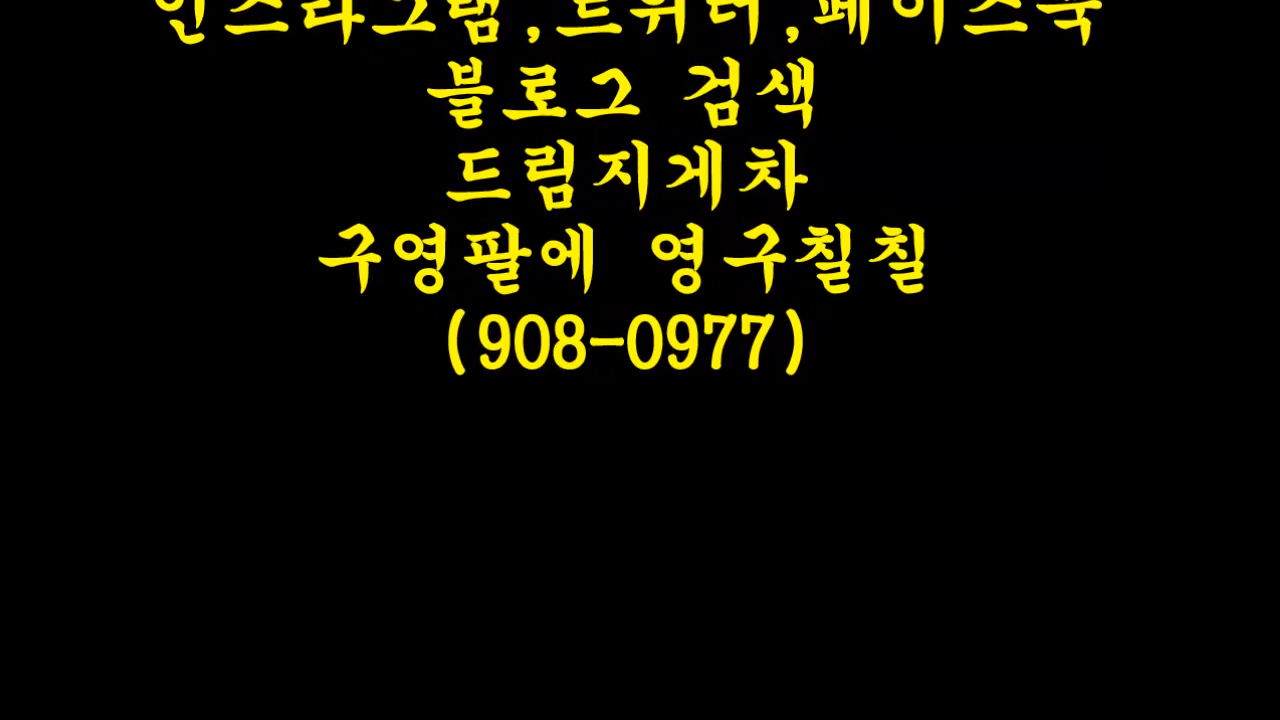 인스타그램,트위터,페이스북
블로그 검색
드림지게차
구영팔에 영구칠칠
(908-0977)